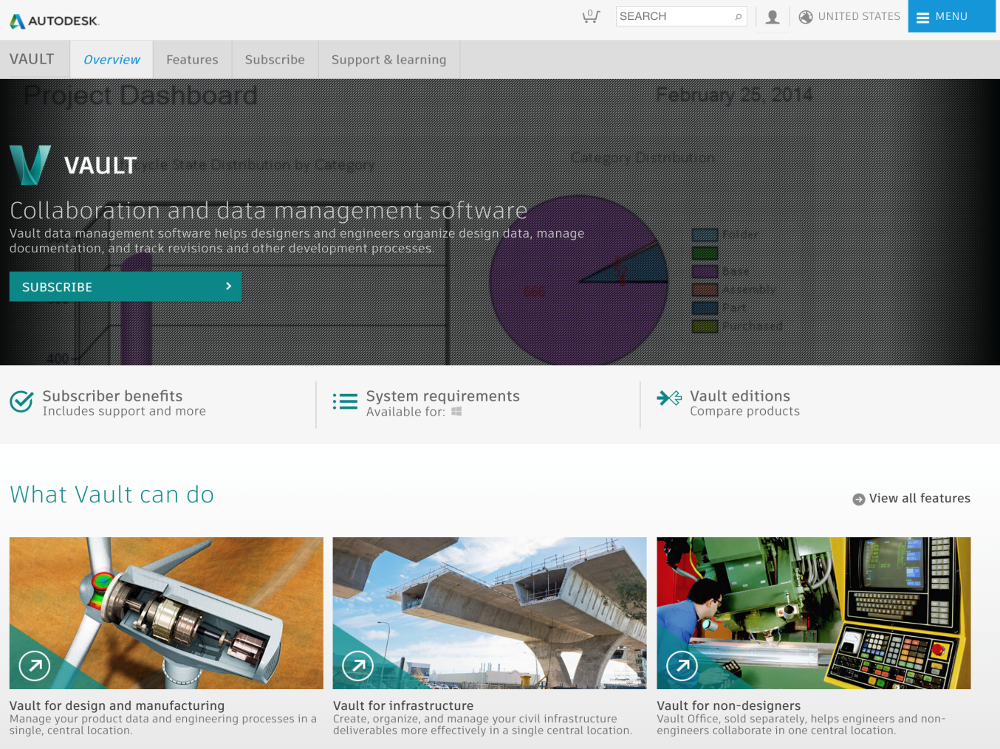 AUTODESK.
0
SEARCH
UNITED STATES
MENU
VAULT
Overview
Features
Subscribe
Support & learning
Project Dashboard
February 25, 2014
VAULT
cycle State Distribution by Category
Category Distribution
Collaboration and data management software
Vault data management software helps designers and engineers organize design data, manage
documentation, and track revisions and other development processes.
Folder
Base
Assembly
Part
Purchased
SUBSCRIBE
400
Subscriber benefits
Includes support and more
System requirements
Available for:
Vault editions
Compare products
What Vault can do
View all features
Vault for design and manufacturing
Manage your product data and engineering processes in a
single, central location.
Vault for infrastructure
Create, organize, and manage your civil infrastructure
deliverables more effectively in a single central location.
Vault for non-designers
Vault Office, sold separately, helps engineers and non-
engineers collaborate in one central location.